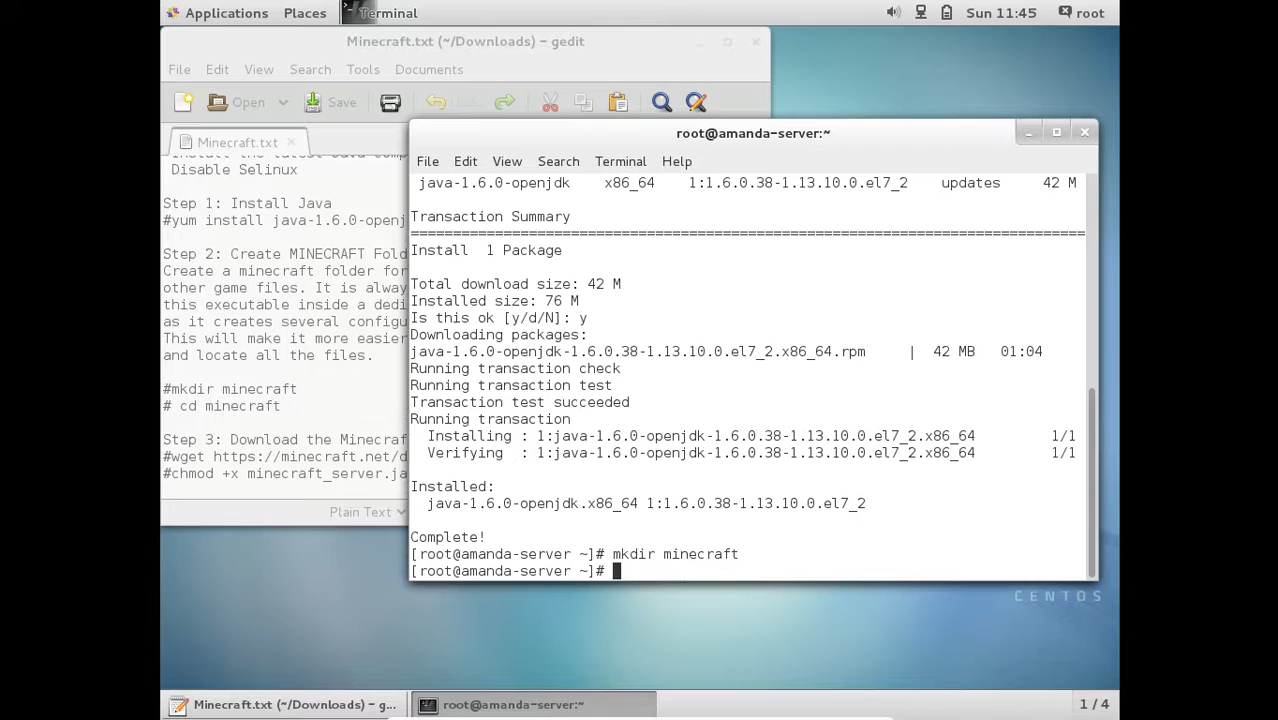 Applications Places Terminal Sun 11:45 root
Minecraft.txt (~/Downloads) - gedit
File Edit View Search Tools Documents
Open Save
Minecraft.txt
Disable Selinux
Step 1: Install Java
#yum install java-1.6.0-openj
Step 2: Create MINECRAFT Fold
Create a minecraft folder for
other game files. It is alway
this executable inside a dedi
as it creates several configu
This will make it more easier
and locate all the files.
#mkdir minecraft
# cd minecraft
Step 3: Download the Minecraf
#wget https://minecraft.net/d
#chmod +x minecraft_server.ja
Plain Text
root@amanda-server:~
File Edit View Search Terminal Help
java-1.6.0-openjdk x86_64 1:1.6.0.38-1.13.10.0.el7_2 updates 42 M
Transaction Summary
================================================================================
Install 1 Package
Total download size: 42 M
Installed size: 76 M
Is this ok [y/d/N]: y
Downloading packages:
java-1.6.0-openjdk-1.6.0.38-1.13.10.0.el7_2.x86_64.rpm | 42 MB 01:04
Running transaction check
Running transaction test
Transaction test succeeded
Running transaction
Installing : 1:java-1.6.0-openjdk-1.6.0.38-1.13.10.0.el7_2.x86_64 1/1
Verifying : 1:java-1.6.0-openjdk-1.6.0.38-1.13.10.0.el7_2.x86_64 1/1
Installed:
java-1.6.0-openjdk.x86_64 1:1.6.0.38-1.13.10.0.el7_2
Complete!
[root@amanda-server ~]# mkdir minecraft
[root@amanda-server ~]#
CENTOS
Minecraft.txt (~/Downloads) - g... root@amanda-server:~ 1 / 4